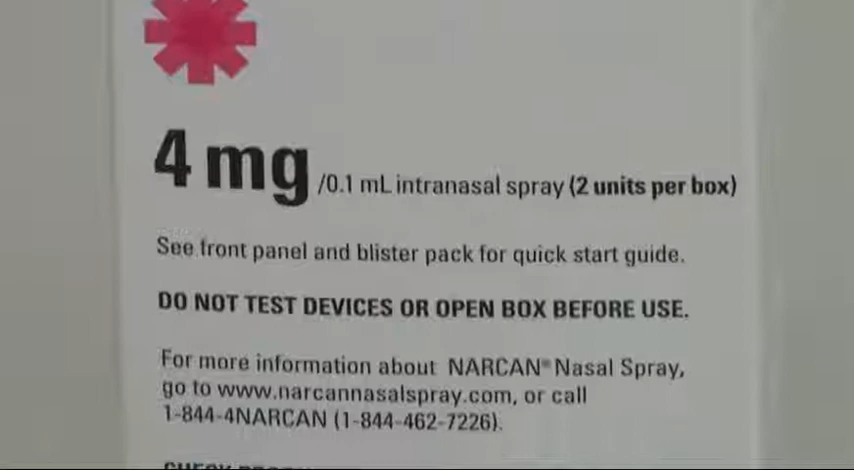 4 mg /0.1 mL intranasal spray (2 units per box)
See front panel and blister pack for quick start guide.
DO NOT TEST DEVICES OR OPEN BOX BEFORE USE.
For more information about NARCAN® Nasal Spray,
go to www.narcannasalspray.com, or call
1-844-4NARCAN (1-844-462-7226).